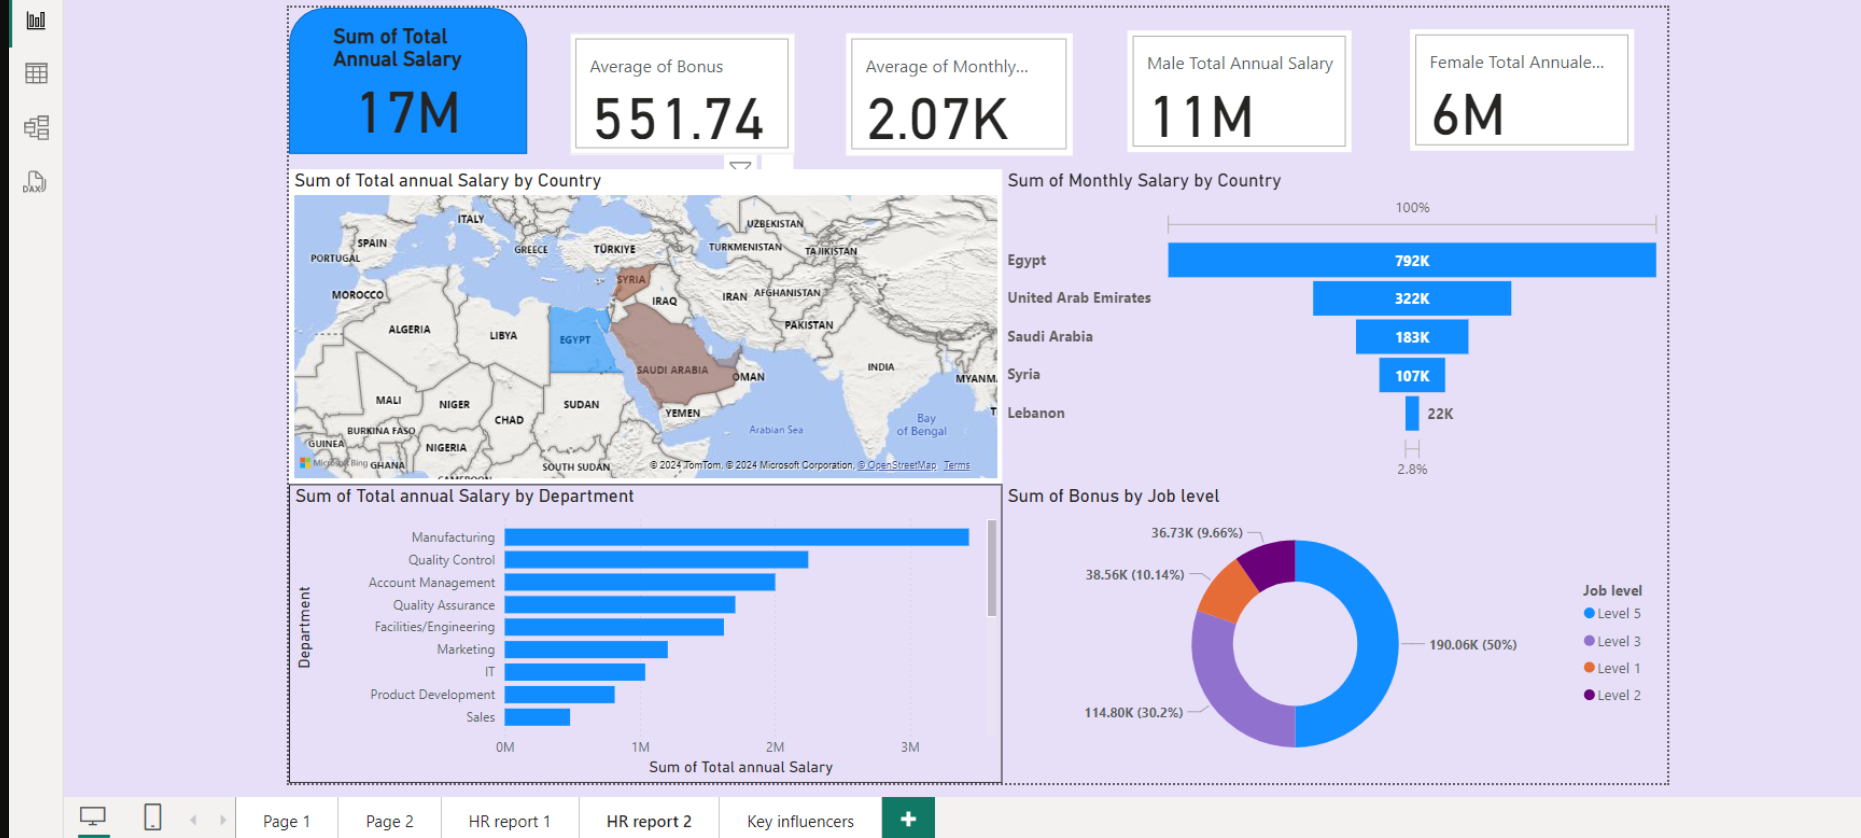 Sum of Total
Annual Salary
17M
Average of Bonus
551.74
Average of Monthly...
2.07K
Male Total Annual Salary
11M
Female Total Annuale...
6M
DAX
Sum of Total annual Salary by Country
ITALY
UZBEKISTAN
SPAIN
GREECE
TÜRKIYE
TURKMENISTAN
TAJIKISTAN
PORTUGAL
SYRIA
MOROCCO
IRAQ
IRAN
AFGHANISTAN
ALGERIA
LIBYA
EGYPT
PAKISTAN
SAUDI ARABIA
OMAN
INDIA
MYANM
MALI
NIGER
SUDAN
CHAD
YEMEN
T
BURKINA FASO
Arabian Sea
Bay
of Bengal
GUINEA
NIGERIA
Microsoft Bing
GHANA
SOUTH SUDAN
© 2024 TomTom, © 2024 Microsoft Corporation, © OpenStreetMap Terms
CAMEROON
Sum of Monthly Salary by Country
100%
Egypt 792K
United Arab Emirates 322K
Saudi Arabia 183K
Syria 107K
Lebanon 22K
2.8%
Sum of Total annual Salary by Department
Department
Manufacturing
Quality Control
Account Management
Quality Assurance
Facilities/Engineering
Marketing
IT
Product Development
Sales
0M 1M 2M 3M
Sum of Total annual Salary
Sum of Bonus by Job level
36.73K (9.66%)
38.56K (10.14%)
190.06K (50%)
114.80K (30.2%)
Job level
Level 5
Level 3
Level 1
Level 2
Page 1 Page 2 HR report 1 HR report 2 Key influencers +